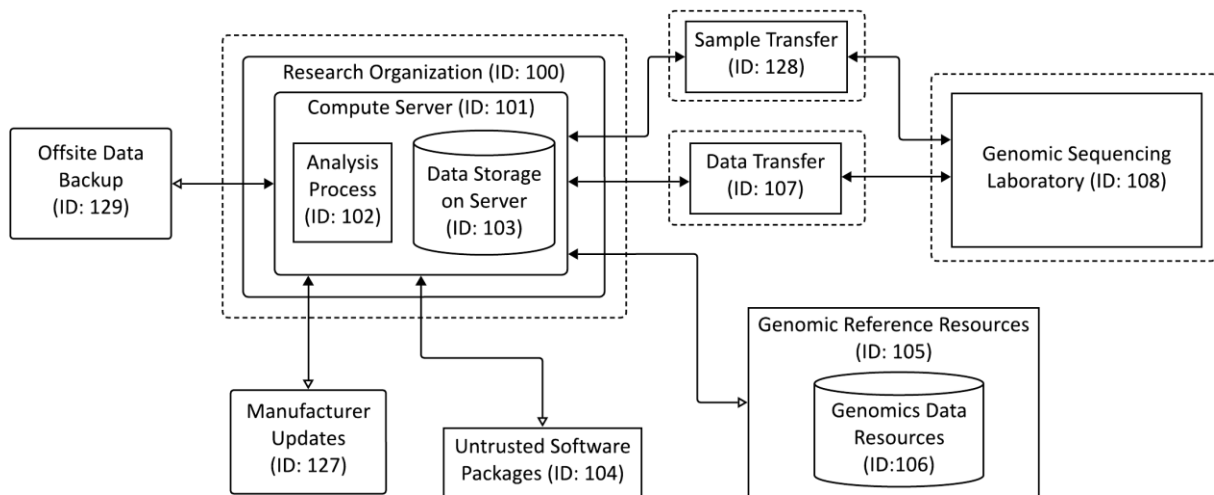 Sample Transfer
(ID: 128)
Research Organization (ID: 100)
Compute Server (ID: 101)
Offsite Data
Backup
(ID: 129)
Analysis
Process
(ID: 102)
Data Storage
on Server
(ID: 103)
Data Transfer
(ID: 107)
Genomic Sequencing
Laboratory (ID: 108)
Genomic Reference Resources
(ID: 105)
Genomics Data
Resources
(ID:106)
Manufacturer
Updates
(ID: 127)
Untrusted Software
Packages (ID: 104)